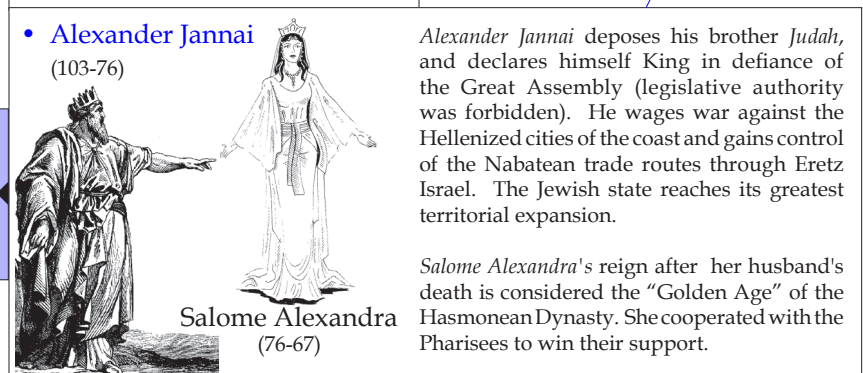 • Alexander Jannai
(103-76)
Salome Alexandra
(76-67)
Alexander Jannai deposes his brother Judah,
and declares himself King in defiance of
the Great Assembly (legislative authority
was forbidden). He wages war against the
Hellenized cities of the coast and gains control
of the Nabatean trade routes through Eretz
Israel. The Jewish state reaches its greatest
territorial expansion.
Salome Alexandra's reign after her husband's
death is considered the “Golden Age” of the
Hasmonean Dynasty. She cooperated with the
Pharisees to win their support.